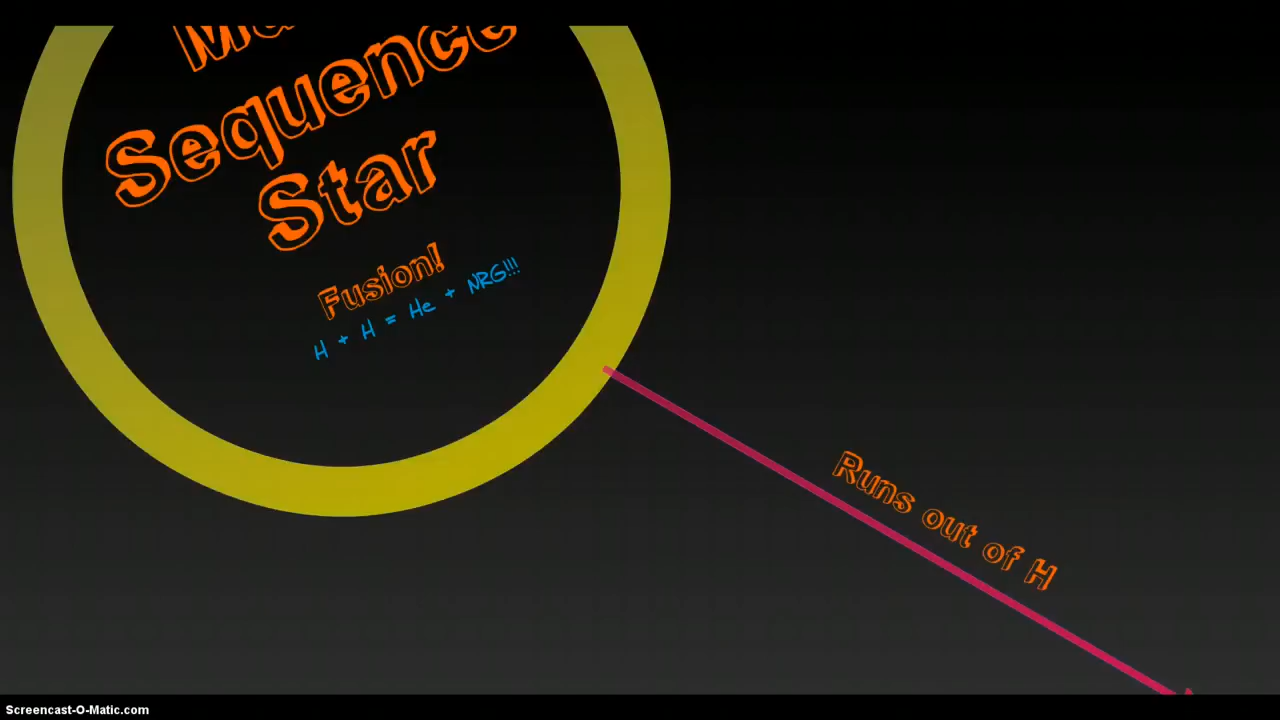 Sequence
Star
Fusion!
H + H = He + NRG!!!
Runs out of H
Screencast-O-Matic.com